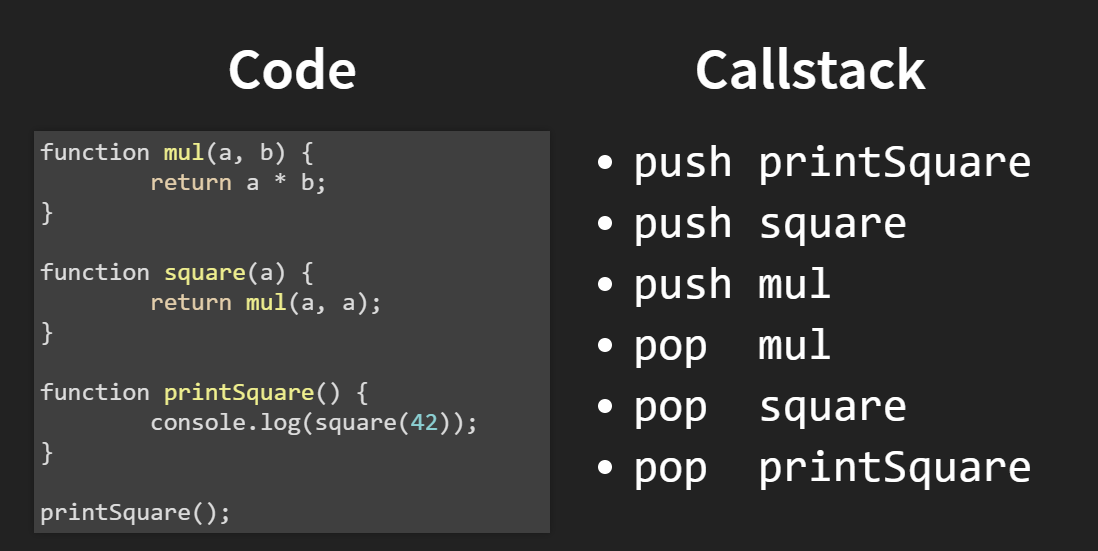 Code
function mul(a, b) {
        return a * b;
}
function square(a) {
        return mul(a, a);
}
function printSquare() {
        console.log(square(42));
}
printSquare();
Callstack
• push printSquare
• push square
• push mul
• pop  mul
• pop  square
• pop  printSquare